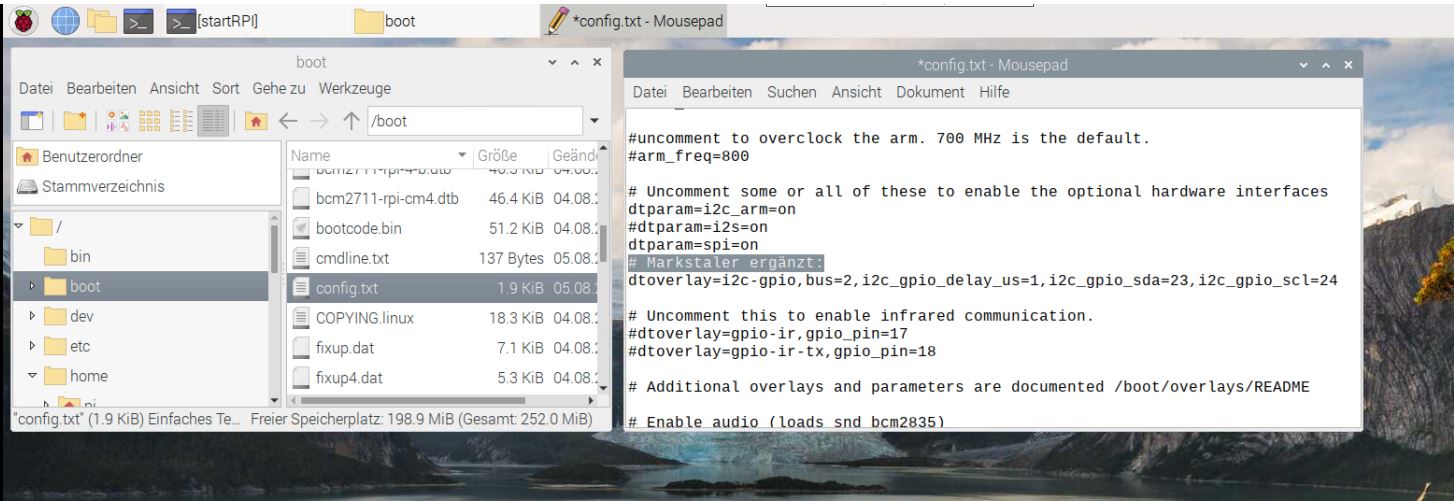 [startRPI]
boot
*config.txt - Mousepad
boot
Datei Bearbeiten Ansicht Sort Gehe zu Werkzeuge
/boot
Benutzerordner
Stammverzeichnis
/
bin
boot
dev
etc
home
Name Größe
bcm2711-rpi-cm4.dtb 46.4 KiB 04.08.
bootcode.bin 51.2 KiB 04.08.
cmdline.txt 137 Bytes 05.08.
config.txt 1.9 KiB 05.08.
COPYING.linux 18.3 KiB 04.08.
fixup.dat 7.1 KiB 04.08.
fixup4.dat 5.3 KiB 04.08.
"config.txt" (1.9 KiB) Einfaches Te... Freier Speicherplatz: 198.9 MiB (Gesamt: 252.0 MiB)
*config.txt - Mousepad
Datei Bearbeiten Suchen Ansicht Dokument Hilfe
#uncomment to overclock the arm. 700 MHz is the default.
#arm_freq=800
# Uncomment some or all of these to enable the optional hardware interfaces
dtparam=i2c_arm=on
#dtparam=i2s=on
dtparam=spi=on
# Markstaler ergänzt:
dtoverlay=i2c-gpio,bus=2,i2c_gpio_delay_us=1,i2c_gpio_sda=23,i2c_gpio_scl=24
# Uncomment this to enable infrared communication.
#dtoverlay=gpio-ir,gpio_pin=17
#dtoverlay=gpio-ir-tx,gpio_pin=18
# Additional overlays and parameters are documented /boot/overlays/README
# Enable audio (loads snd_bcm2835)